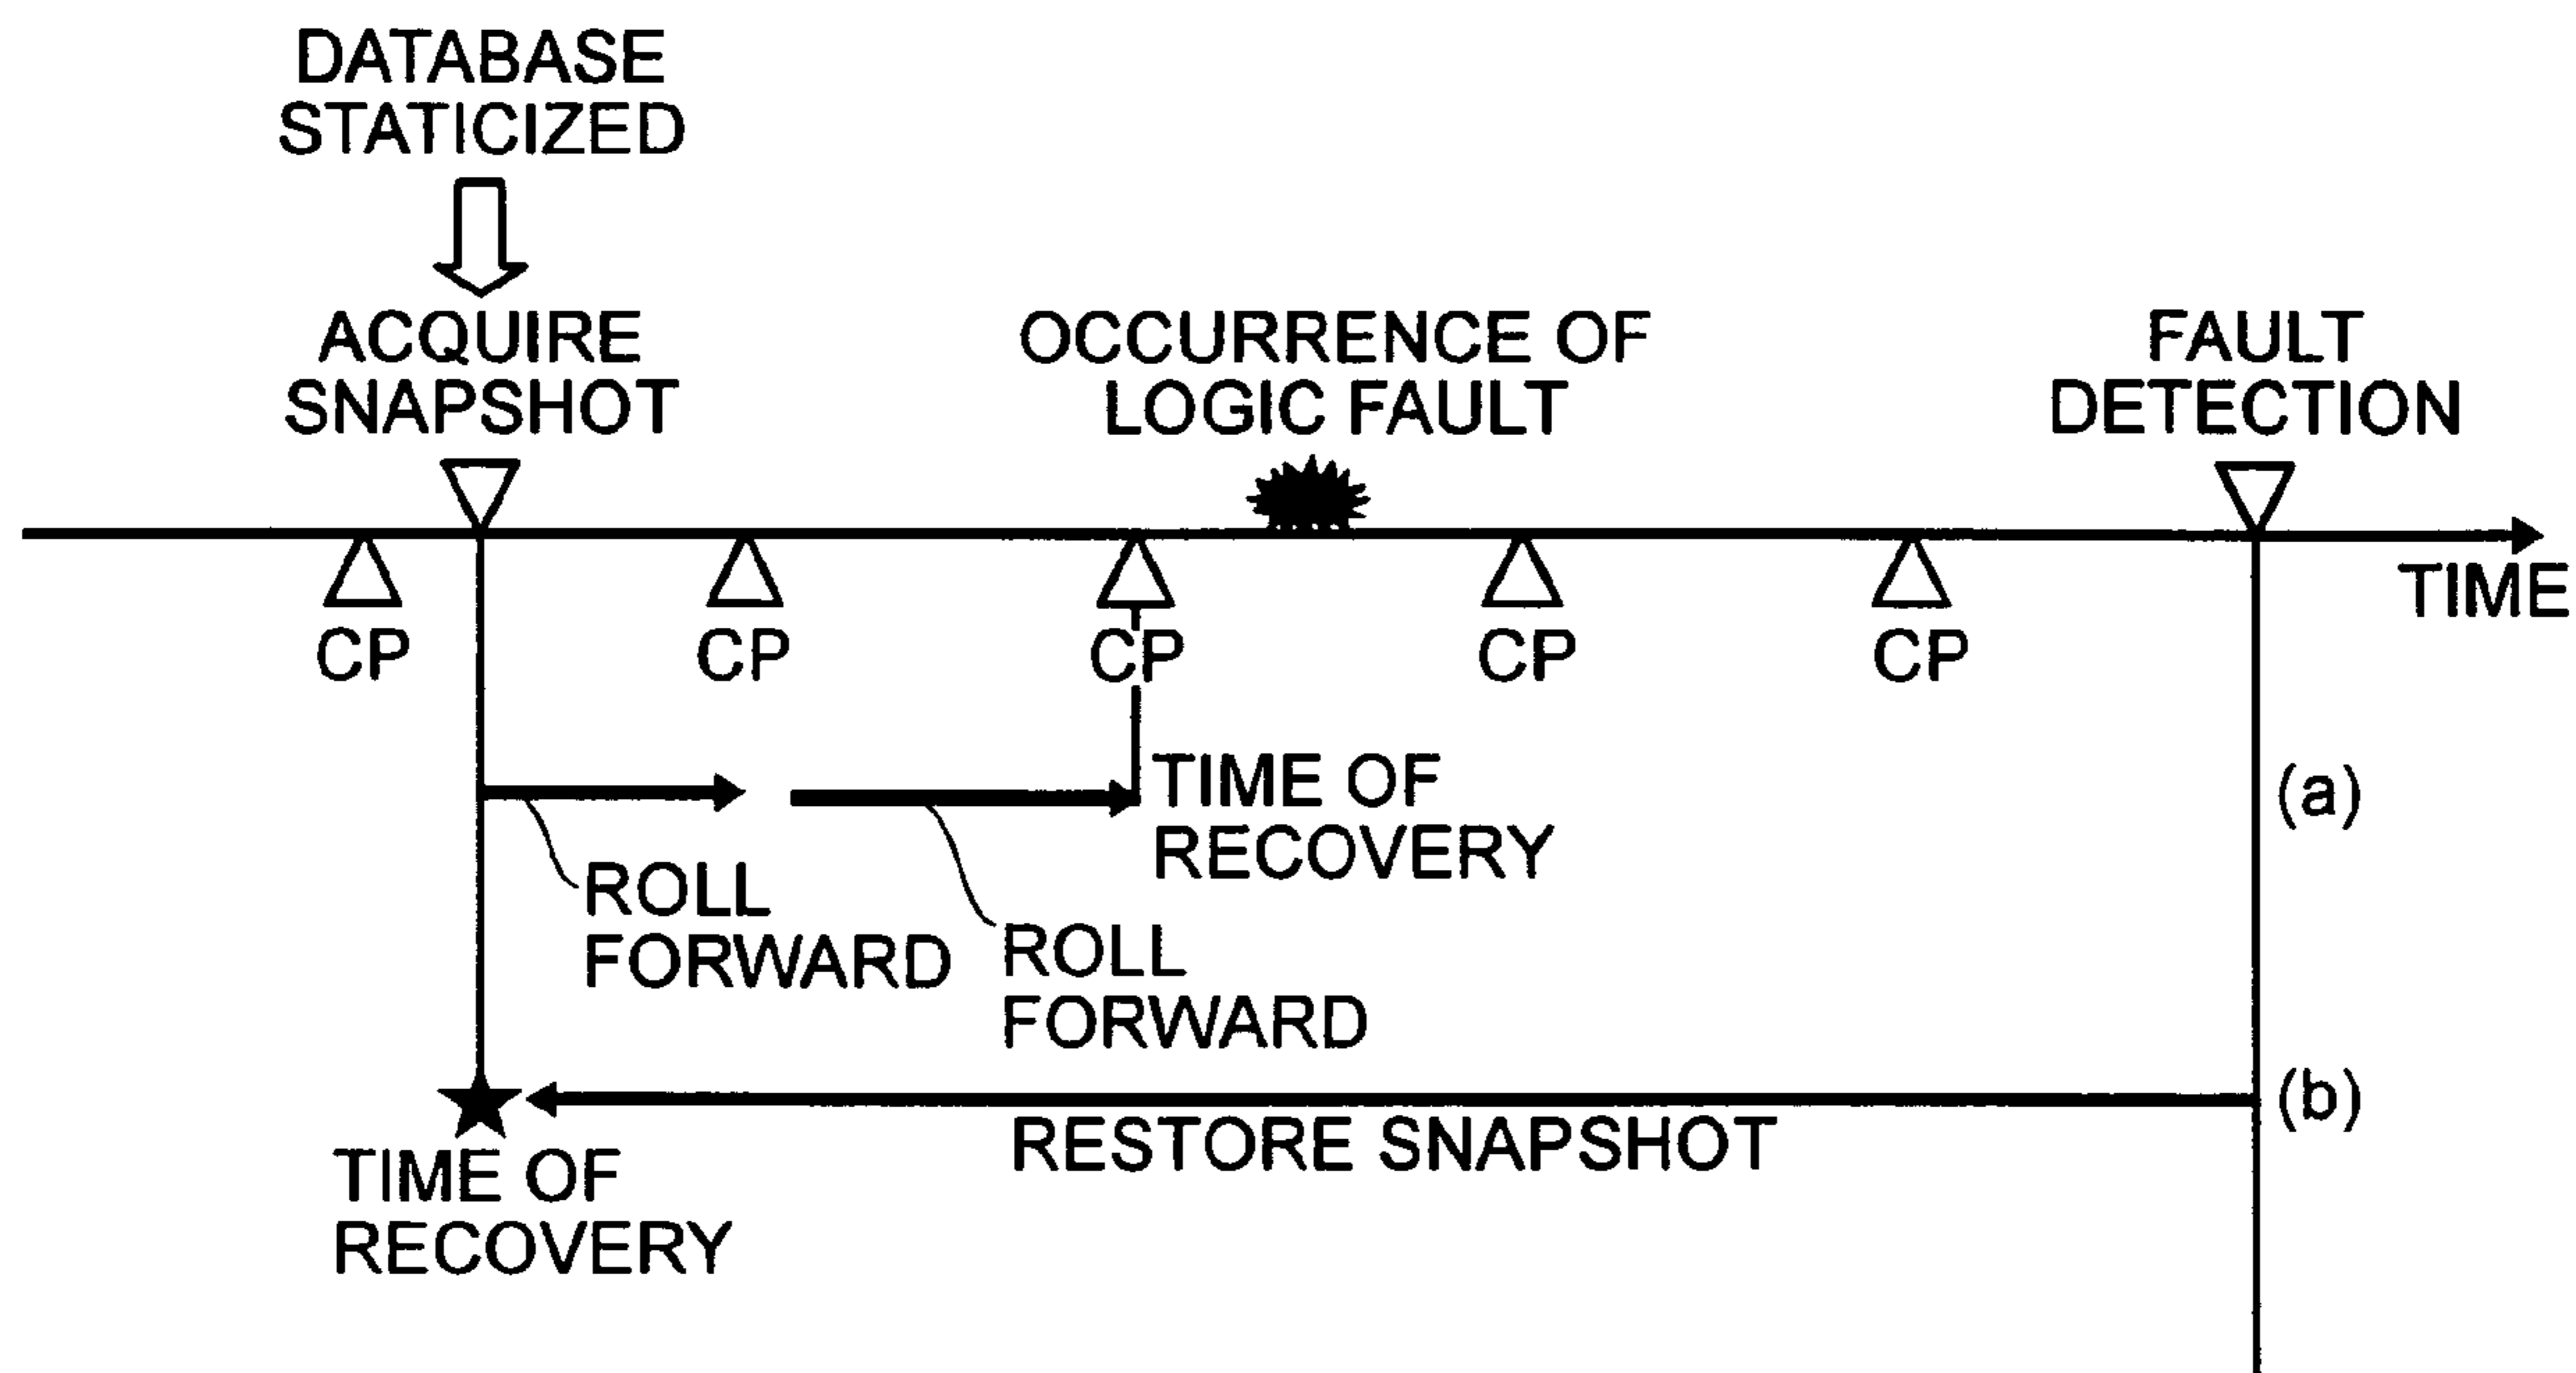 DATABASE
STATICIZED
ACQUIRE
SNAPSHOT
OCCURRENCE OF
LOGIC FAULT
FAULT
DETECTION
TIME
CP
CP
CP
CP
CP
TIME OF
RECOVERY
(a)
ROLL
FORWARD
ROLL
FORWARD
(b)
RESTORE SNAPSHOT
TIME OF
RECOVERY